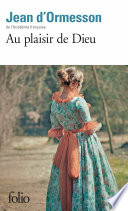 Jean d'Ormesson
de l'Académie française
Au plaisir de Dieu
folio